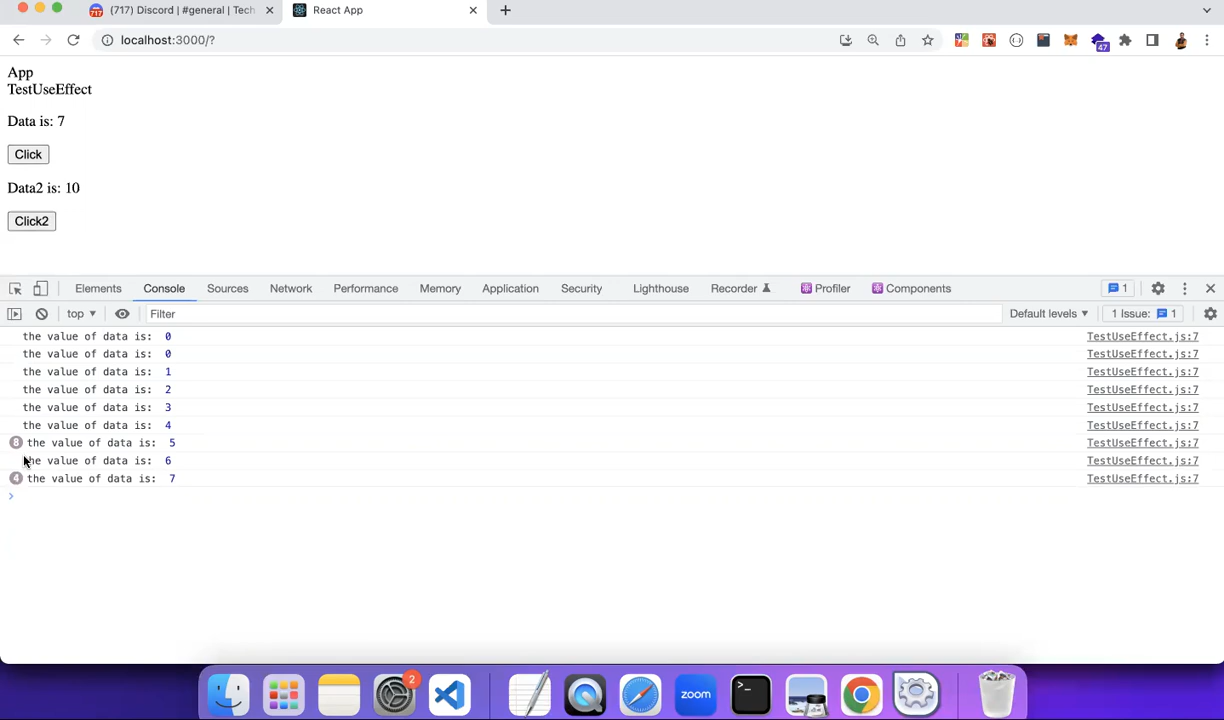 717 (717) Discord | #general | Tech
React App
localhost:3000/?
47
App
TestUseEffect
Data is: 7
Click
Data2 is: 10
Click2
Elements Console Sources Network Performance Memory Application Security Lighthouse Recorder Profiler Components 1
top Filter Default levels 1 Issue: 1
the value of data is: 0 TestUseEffect.js:7
the value of data is: 0 TestUseEffect.js:7
the value of data is: 1 TestUseEffect.js:7
the value of data is: 2 TestUseEffect.js:7
the value of data is: 3 TestUseEffect.js:7
the value of data is: 4 TestUseEffect.js:7
8 the value of data is: 5 TestUseEffect.js:7
the value of data is: 6 TestUseEffect.js:7
4 the value of data is: 7 TestUseEffect.js:7
2
zoom